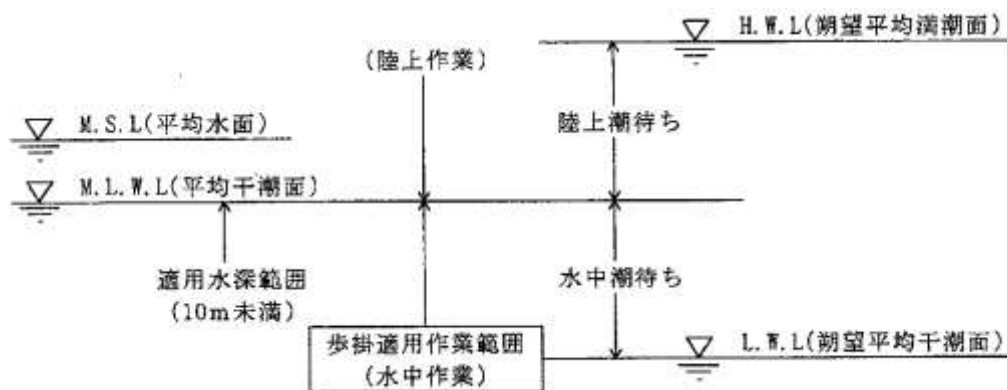 H.W.L(朔望平均満潮面)
(陸上作業)
M.S.L(平均水面)
陸上潮待ち
M.L.W.L(平均干潮面)
適用水深範囲
(10m未満)
水中潮待ち
歩掛適用作業範囲
(水中作業)
L.W.L(朔望平均干潮面)